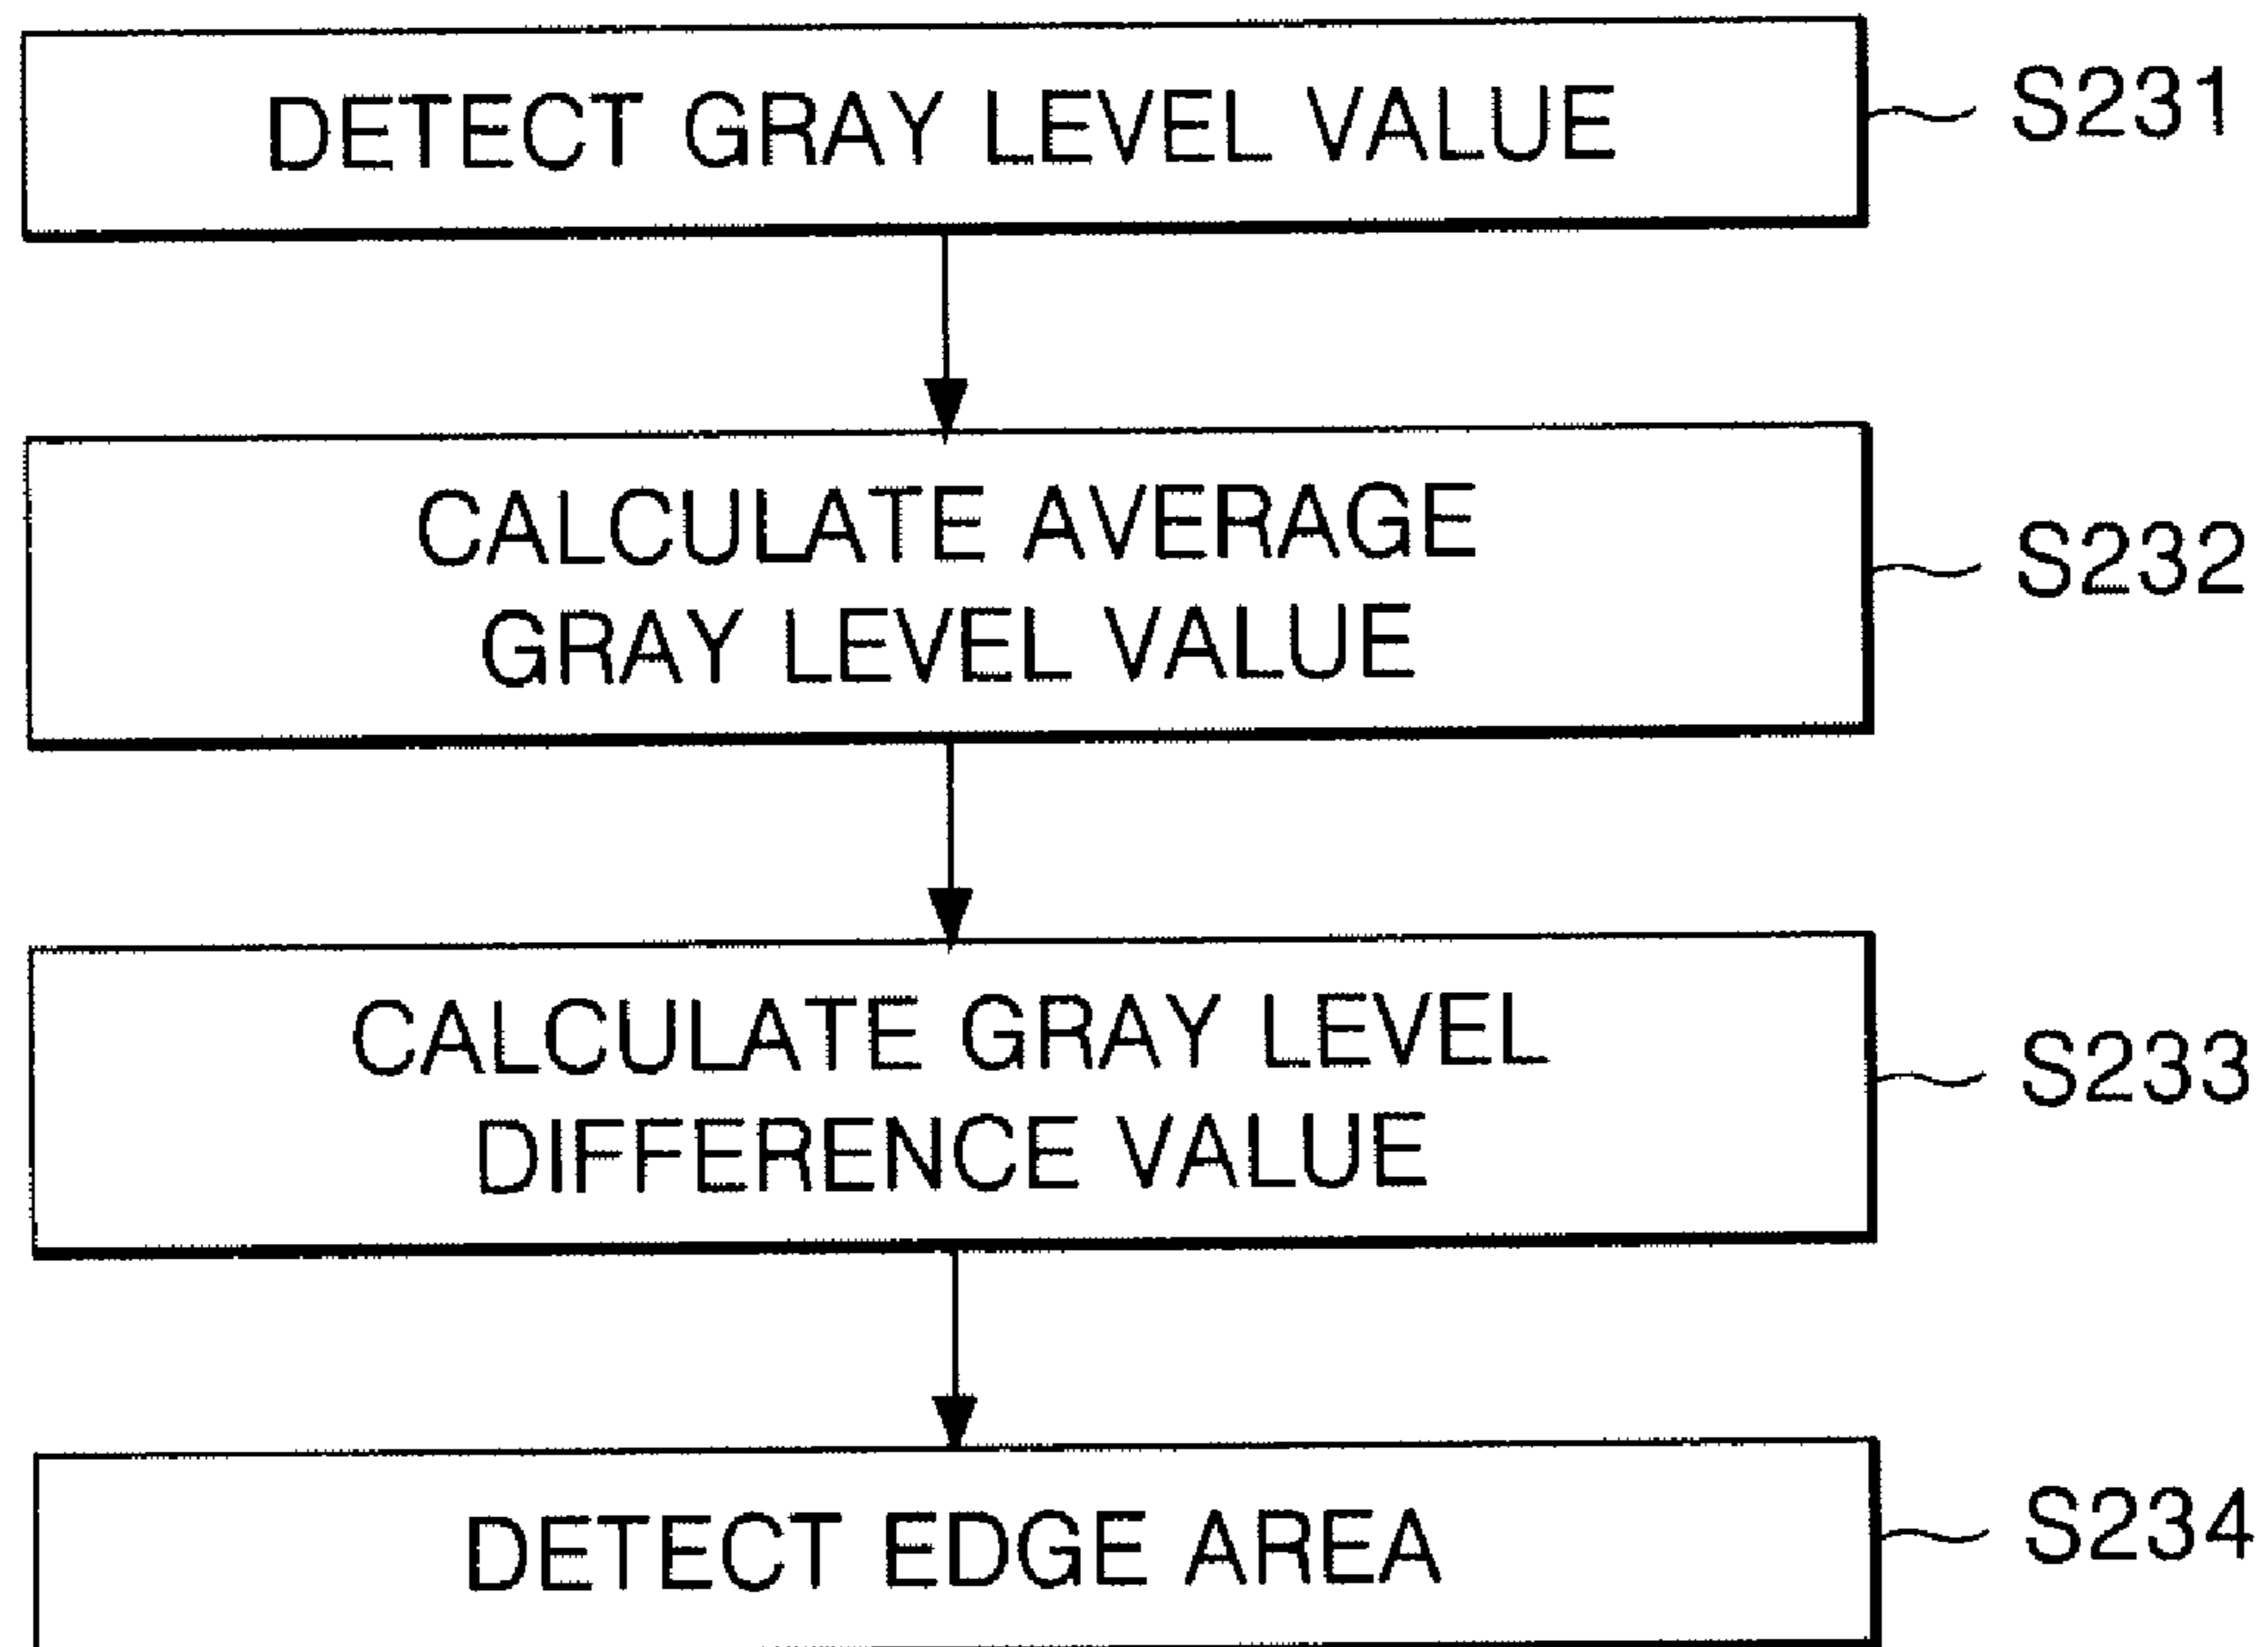 DETECT GRAY LEVEL VALUE
S231
CALCULATE AVERAGE
GRAY LEVEL VALUE
S232
CALCULATE GRAY LEVEL
DIFFERENCE VALUE
S233
DETECT EDGE AREA
S234